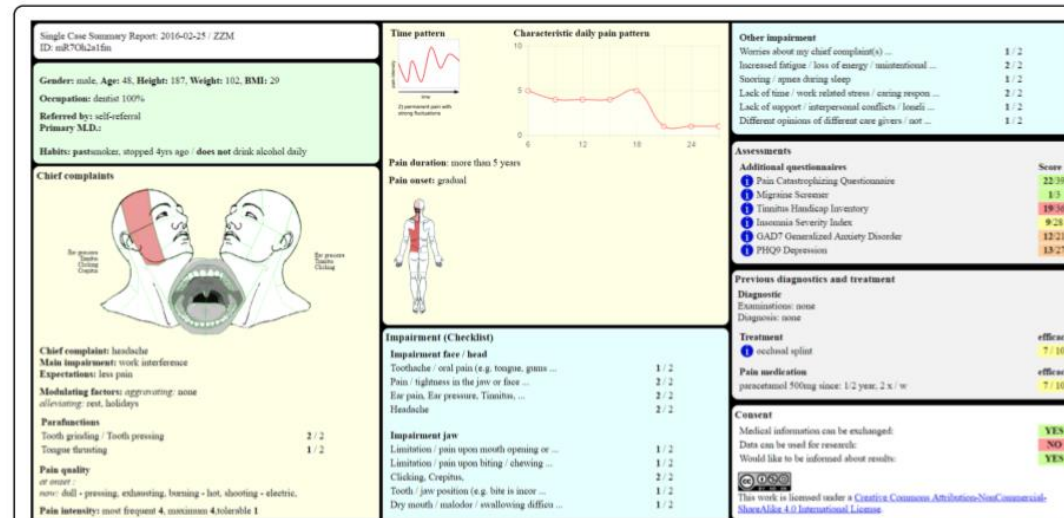 Single Case Summary Report: 2016-02-25 / ZZM
ID: mR7Oh2a1fm
Gender: male, Age: 48, Height: 187, Weight: 102, BMI: 29
Occupation: dentist 100%
Referred by: self-referral
Primary M.D.:
Habits: pastsmoker, stopped 4yrs ago / does not drink alcohol daily
Chief complaints
Ear pressure
Tinnitus
Clicking
Crepitus
Ear pressure
Tinnitus
Clicking
Chief complaint: headache
Main impairment: work interference
Expectations: less pain
Modulating factors: aggravating: none
alleviating: rest, holidays
Parafunctions
Tooth grinding / Tooth pressing 2 / 2
Tongue thrusting 1 / 2
Pain quality
at onset :
now: dull - pressing, exhausting, burning - hot, shooting - electric,
Pain intensity: most frequent 4, maximum 4,tolerable 1
Time pattern
pain intensity
time
2) permanent pain with
strong fluctuations
Characteristic daily pain pattern
10
5
0
6 12 18 24
Pain duration: more than 5 years
Pain onset: gradual
Impairment (Checklist)
Impairment face / head
Toothache / oral pain (e.g. tongue, gums ... 1 / 2
Pain / tightness in the jaw or face ... 2 / 2
Ear pain, Ear pressure, Tinnitus, ... 2 / 2
Headache 2 / 2
Impairment jaw
Limitation / pain upon mouth opening or ... 1 / 2
Limitation / pain upon biting / chewing ... 1 / 2
Clicking, Crepitus, 2 / 2
Tooth / jaw position (e.g. bite is incor ... 1 / 2
Dry mouth / malodor / swallowing difficu ... 1 / 2
Other impairment
Worries about my chief complaint(s) ... 1 / 2
Increased fatigue / loss of energy / unintentional ... 2 / 2
Snoring / apnea during sleep 1 / 2
Lack of time / work related stress / caring respon ... 2 / 2
Lack of support / interpersonal conflicts / loneli ... 1 / 2
Different opinions of different care givers / not ... 1 / 2
Assessments
Additional questionnaires Score
Pain Catastrophizing Questionnaire 22/39
Migraine Screener 1/3
Tinnitus Handicap Inventory 19/36
Insomnia Severity Index 9/28
GAD7 Generalized Anxiety Disorder 12/21
PHQ9 Depression 13/27
Previous diagnostics and treatment
Diagnostic
Examinations: none
Diagnosis: none
Treatment efficac
occlusal splint 7 / 10
Pain medication efficac
paracetamol 500mg since: 1/2 year, 2 x / w 7 / 10
Consent
Medical information can be exchanged: YES
Data can be used for research: NO
Would like to be informed about results: YES
This work is licensed under a Creative Commons Attribution-NonCommercial-
ShareAlike 4.0 International License.